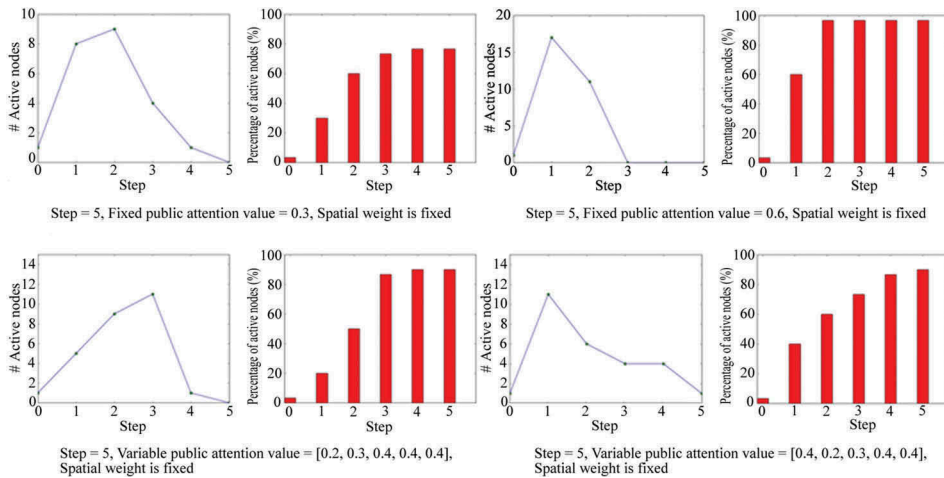 10
8
6
4
2
0
# Active nodes
0 1 2 3 4 5
Step
100
80
60
40
20
0
Percentage of active nodes (%)
0 1 2 3 4 5
Step
Step = 5, Fixed public attention value = 0.3, Spatial weight is fixed
20
15
10
5
0
# Active nodes
0 1 2 3 4 5
Step
100
80
60
40
20
0
Percentage of active nodes (%)
0 1 2 3 4 5
Step
Step = 5, Fixed public attention value = 0.6, Spatial weight is fixed
14
12
10
8
6
4
2
0
# Active nodes
0 1 2 3 4 5
Step
100
80
60
40
20
0
Percentage of active nodes (%)
0 1 2 3 4 5
Step
Step = 5, Variable public attention value = [0.2, 0.3, 0.4, 0.4, 0.4],
Spatial weight is fixed
14
12
10
8
6
4
2
0
# Active nodes
0 1 2 3 4 5
Step
100
80
60
40
20
0
Percentage of active nodes (%)
0 1 2 3 4 5
Step
Step = 5, Variable public attention value = [0.4, 0.2, 0.3, 0.4, 0.4],
Spatial weight is fixed